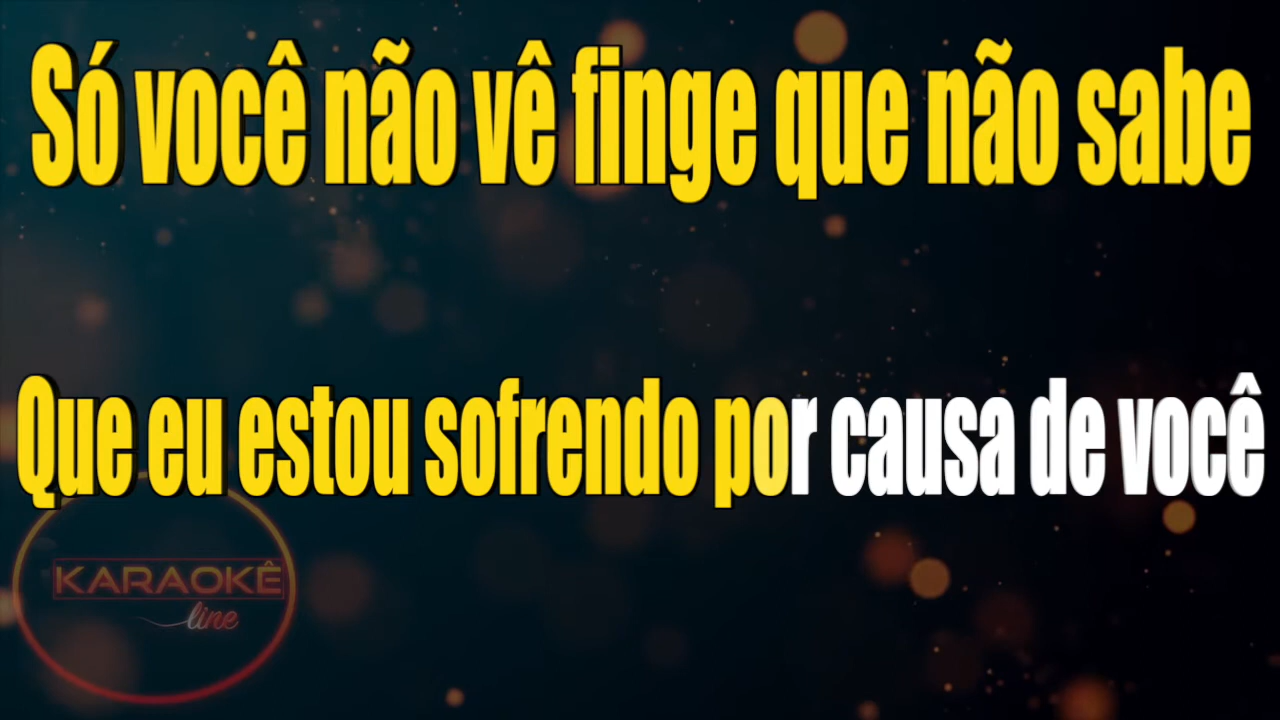 Só você não vê finge que não sabe
Que eu estou sofrendo por causa de você
KARAOKÊ
line